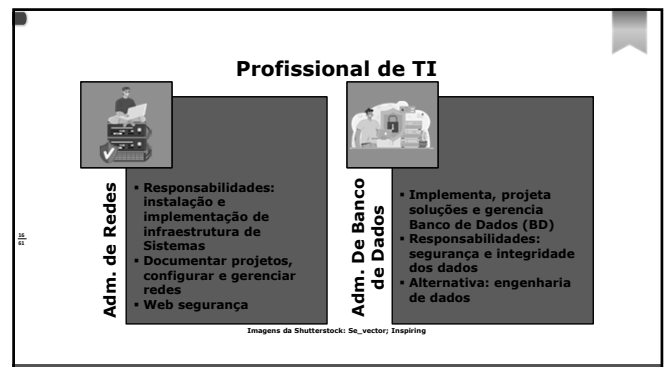 Profissional de TI
Adm. de Redes
▪ Responsabilidades:
instalação e
implementação de
infraestrutura de
Sistemas
▪ Documentar projetos,
configurar e gerenciar
redes
▪ Web segurança
Adm. De Banco
de Dados
▪ Implementa, projeta
soluções e gerencia
Banco de Dados (BD)
▪ Responsabilidades:
segurança e integridade
dos dados
▪ Alternativa: engenharia
de dados
16
61
Imagens da Shutterstock: Se_vector; Inspiring